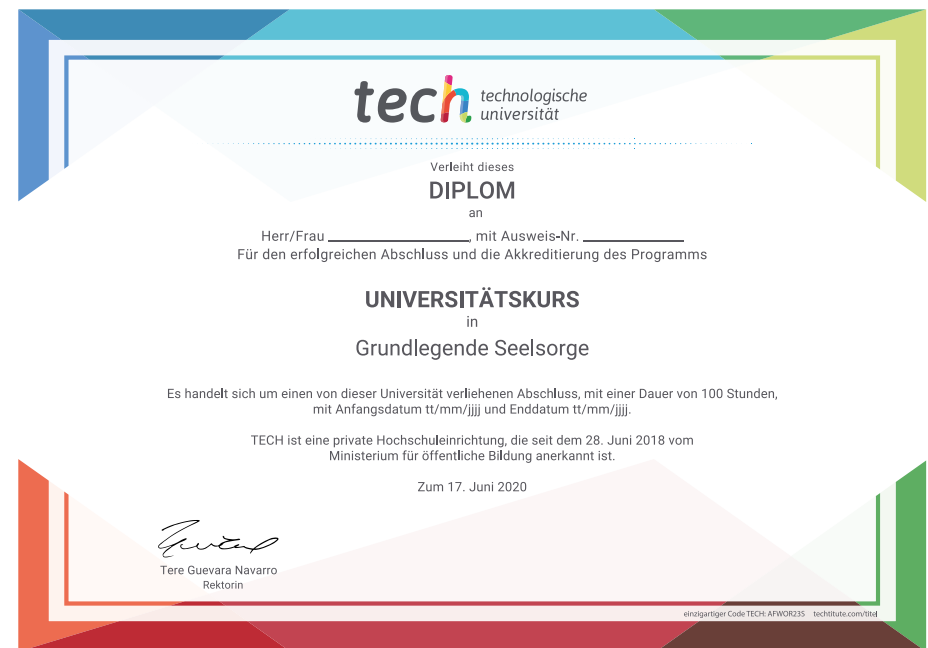 tech technologische
universität
Verleiht dieses
DIPLOM
an
Herr/Frau ____________, mit Ausweis-Nr. ____________
Für den erfolgreichen Abschluss und die Akkreditierung des Programms
UNIVERSITÄTSKURS
in
Grundlegende Seelsorge
Es handelt sich um einen von dieser Universität verliehenen Abschluss, mit einer Dauer von 100 Stunden,
mit Anfangsdatum tt/mm/jjjj und Enddatum tt/mm/jjjj.
TECH ist eine private Hochschuleinrichtung, die seit dem 28. Juni 2018 vom
Ministerium für öffentliche Bildung anerkannt ist.
Zum 17. Juni 2020
Tere Guevara Navarro
Rektorin
einzigartiger Code TECH: AFWOR23S techtitute.com/titel